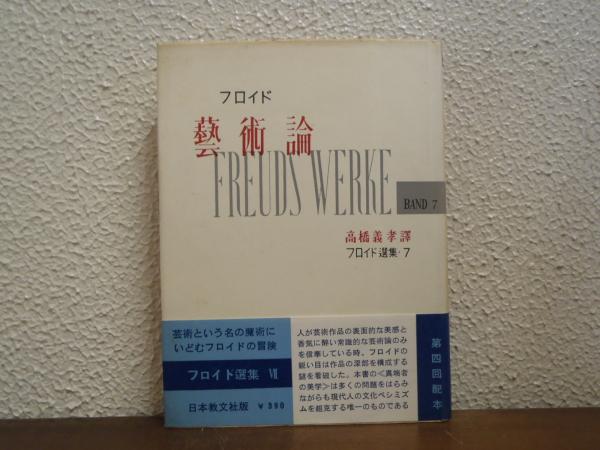 フロイド
藝術論
FREUDS WERKE
BAND 7
高橋義孝譯
フロイド選集・7
芸術という名の魔術に
いどむフロイドの冒険
フロイド選集 Ⅶ
日本教文社版 ￥390
人が芸術作品の表面的な美感と
香気に酔い常識的な芸術論のみ
を信奉している時。フロイドの
鋭い目は作品の深部を構成する
謎を看破した。本書の＜異端者
の美学＞は多くの問題をはらみ
ながらも現代人の文化ペシミズ
ムを超克する唯一のものである
第四回配本